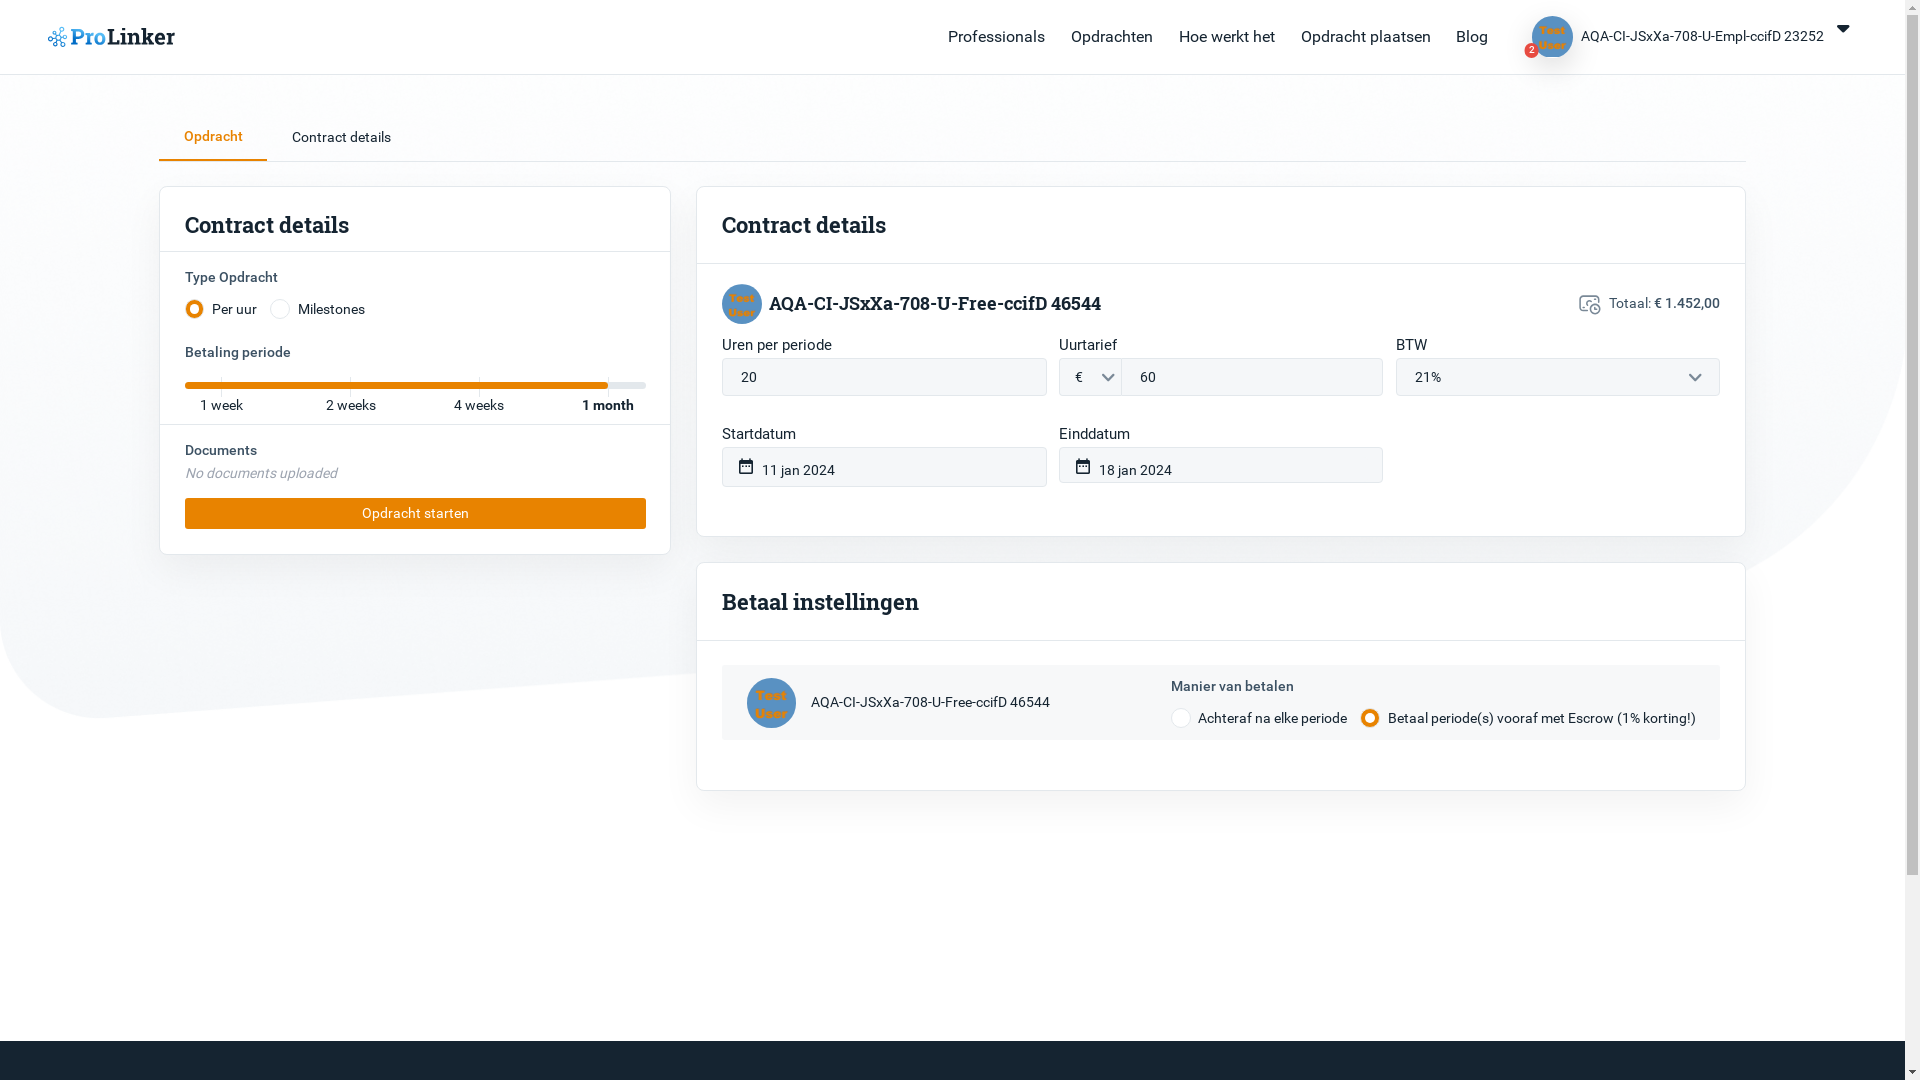 ProLinker
Professionals Opdrachten Hoe werkt het Opdracht plaatsen Blog
Test User
2
AQA-CI-JSxXa-708-U-Empl-ccifD 23252
Opdracht Contract details
Contract details
Type Opdracht
Per uur Milestones
Betaling periode
1 week 2 weeks 4 weeks 1 month
Documents
No documents uploaded
Opdracht starten
Contract details
Test User
AQA-CI-JSxXa-708-U-Free-ccifD 46544
Totaal: € 1.452,00
Uren per periode Uurtarief BTW
20 € 60 21%
Startdatum Einddatum
11 jan 2024 18 jan 2024
Betaal instellingen
Test User
AQA-CI-JSxXa-708-U-Free-ccifD 46544
Manier van betalen
Achteraf na elke periode Betaal periode(s) vooraf met Escrow (1% korting!)